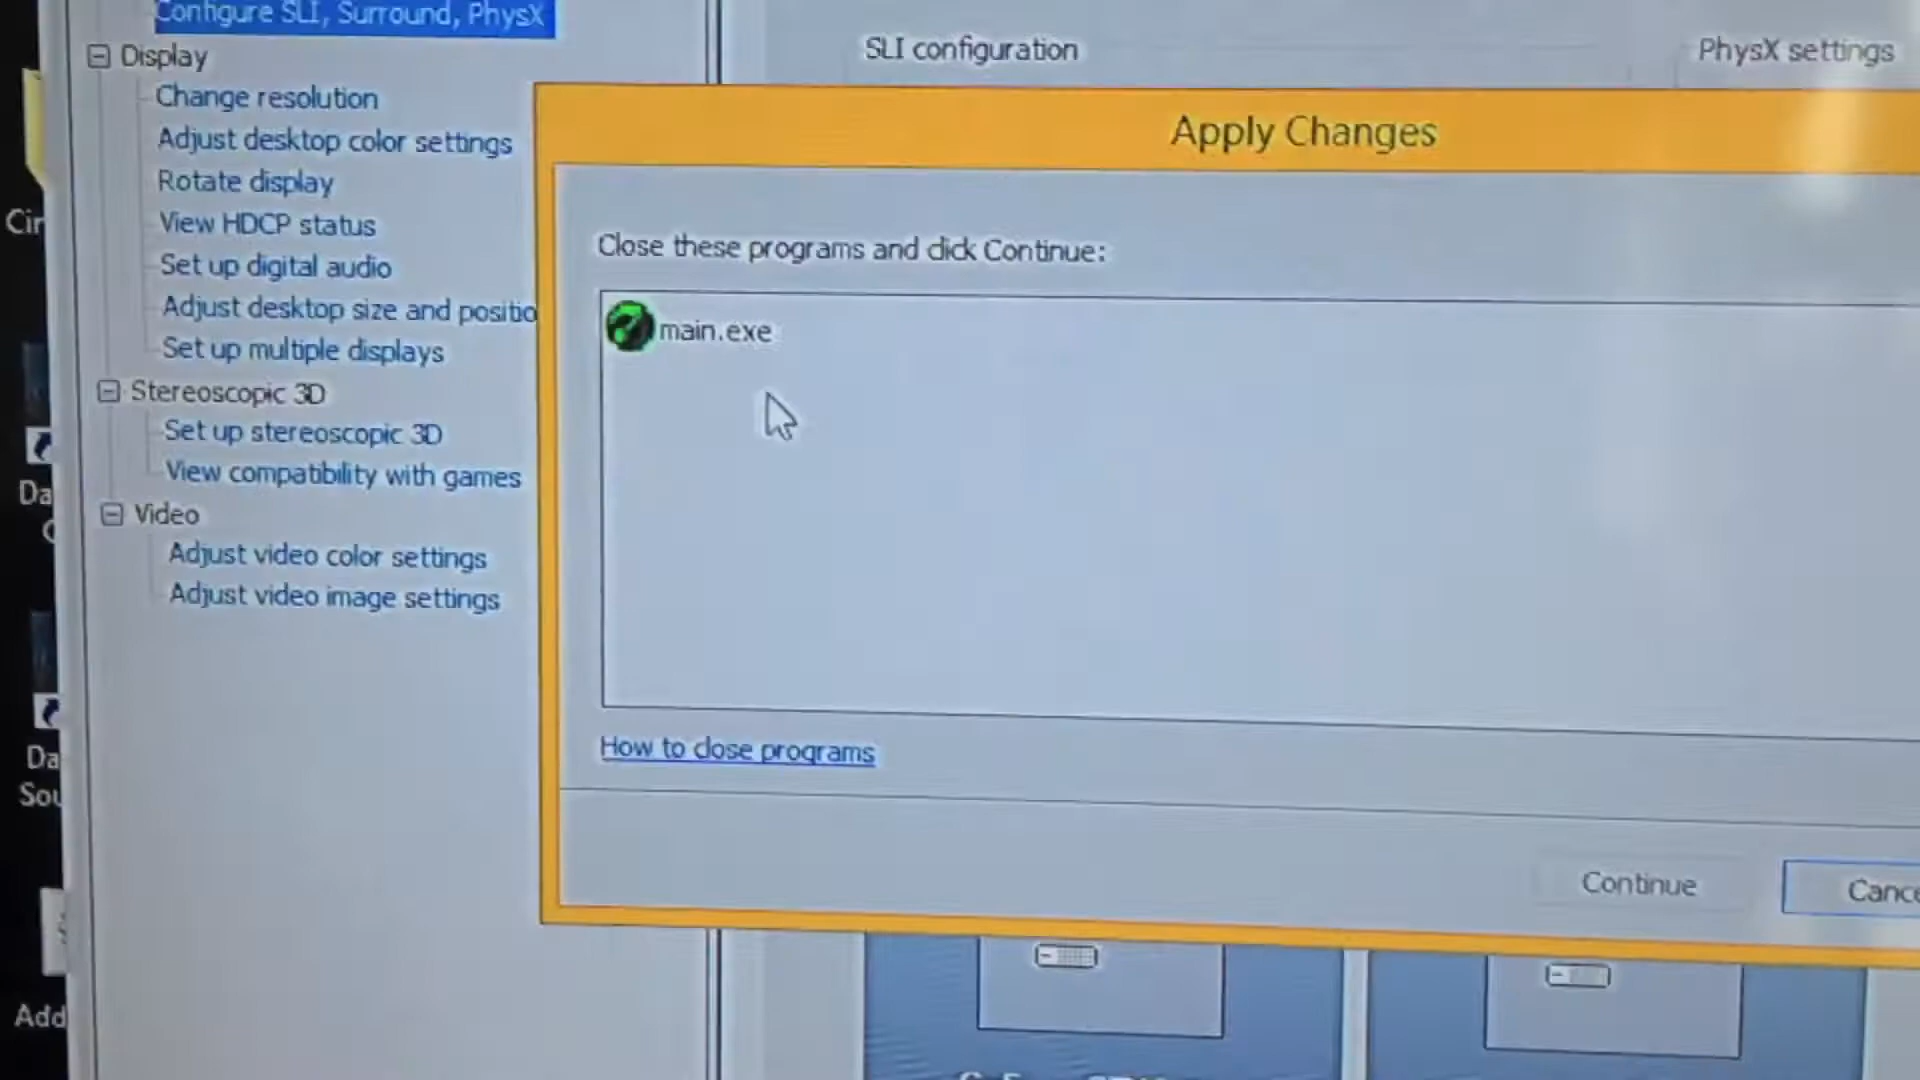 Configure SLI, Surround, PhysX
Display
Change resolution
Adjust desktop color settings
Rotate display
View HDCP status
Set up digital audio
Adjust desktop size and positio
Set up multiple displays
Stereoscopic 3D
Set up stereoscopic 3D
View compatibility with games
Video
Adjust video color settings
Adjust video image settings
SLI configuration
PhysX settings
Apply Changes
Close these programs and click Continue:
main.exe
How to close programs
Continue
Cance
Cin
Da
Da
Sou
Add